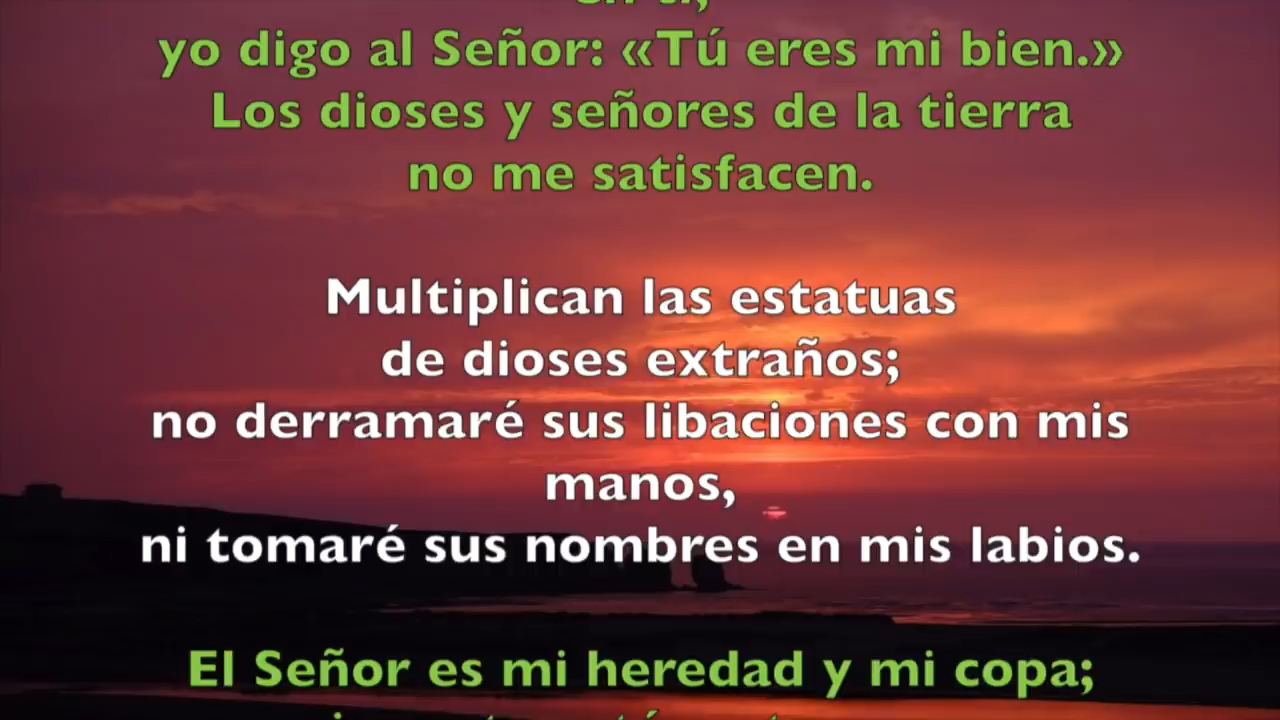 yo digo al Señor: «Tú eres mi bien.»
Los dioses y señores de la tierra
no me satisfacen.
Multiplican las estatuas
de dioses extraños;
no derramaré sus libaciones con mis
manos,
ni tomaré sus nombres en mis labios.
El Señor es mi heredad y mi copa;